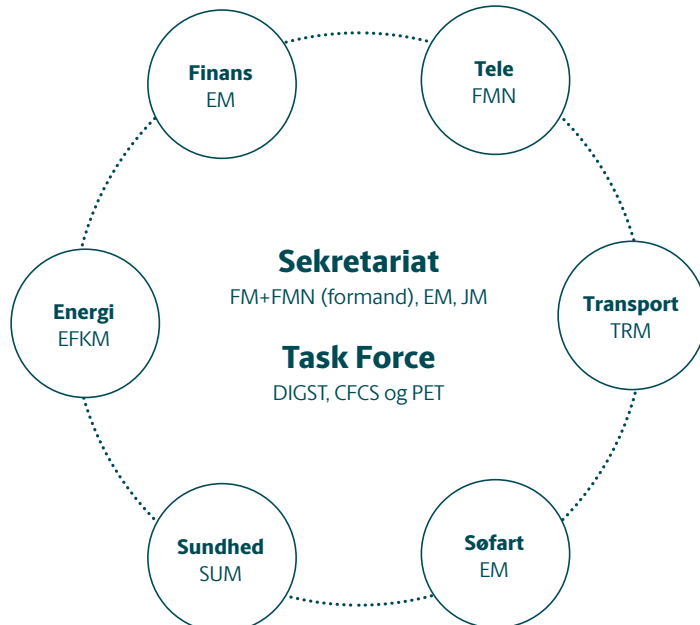 Finans
EM
Tele
FMN
Sekretariat
FM+FMN (formand), EM, JM
Energi
EFKM
Transport
TRM
Task Force
DIGST, CFCS og PET
Sundhed
SUM
Søfart
EM